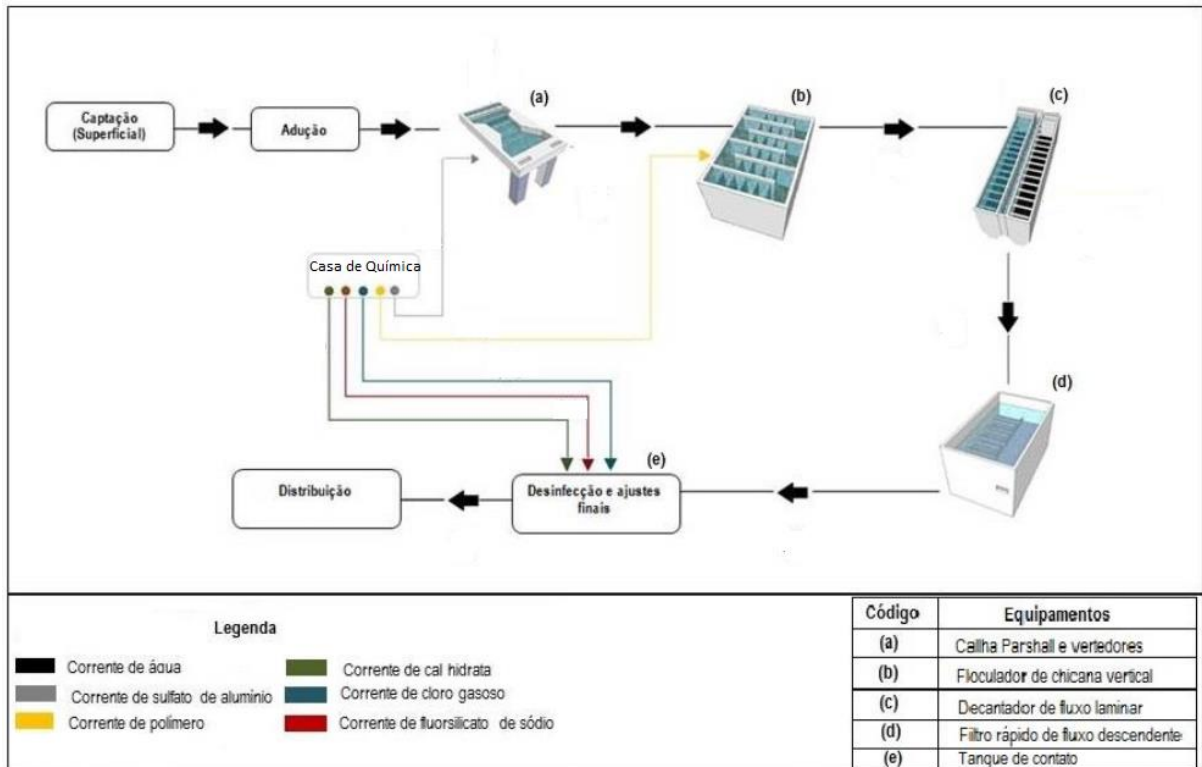 (a)
(b)
(c)
Captação
(Superficial)
Adução
Casa de Química
(d)
(e)
Distribuição
Desinfecção e ajustes
finais
Legenda
Corrente de água
Corrente de sulfato de alumínio
Corrente de polímero
Corrente de cal hidrata
Corrente de cloro gasoso
Corrente de fluorsilicato de sódio
Código Equipamentos
(a) Callha Parshall e vertedores
(b) Floculador de chicana vertical
(c) Decantador de fluxo laminar
(d) Filtro rápido de fluxo descendente
(e) Tanque de contato